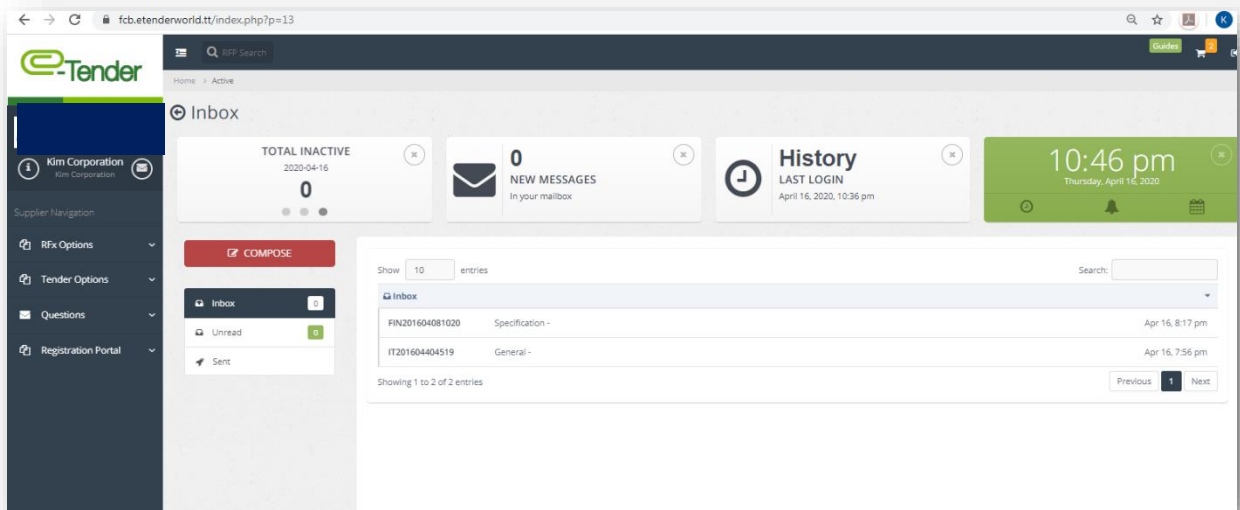 fcb.etenderworld.tt/index.php?p=13
K
e-Tender
RFP Search
Guides
2
Home > Active
Inbox
Kim Corporation
Kim Corporation
TOTAL INACTIVE
2020-04-16
0
0
NEW MESSAGES
In your mailbox
History
LAST LOGIN
April 16, 2020, 10:36 pm
10:46 pm
Thursday, April 16, 2020
Supplier Navigation
RFx Options
Tender Options
Questions
Registration Portal
COMPOSE
Inbox 0
Unread 0
Sent
Show 10 entries
Search:
Inbox
FIN201604081020 Specification - Apr 16, 8:17 pm
IT201604404519 General - Apr 16, 7:56 pm
Showing 1 to 2 of 2 entries
Previous 1 Next